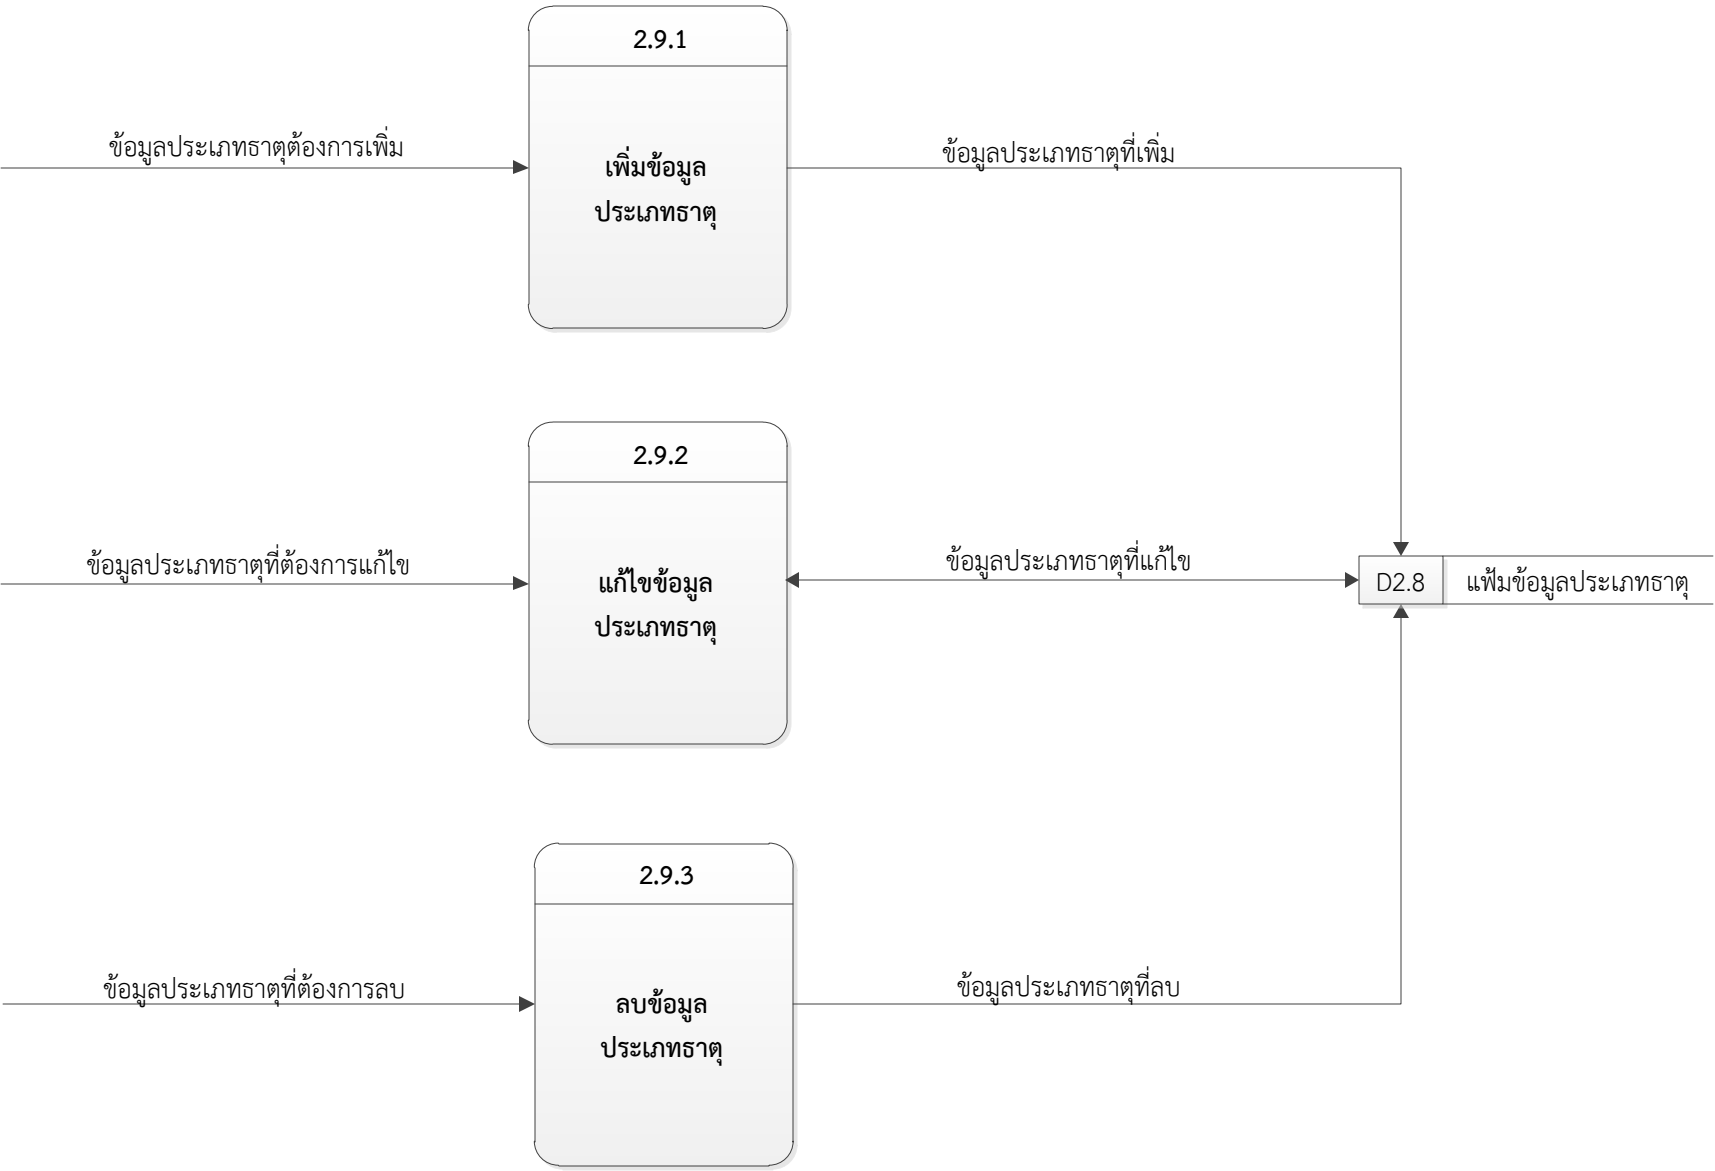 2.9.1
ข้อมูลประเภทธาตุต้องการเพิ่ม
เพิ่มข้อมูล
ประเภทธาตุ
ข้อมูลประเภทธาตุที่เพิ่ม
2.9.2
ข้อมูลประเภทธาตุที่ต้องการแก้ไข
แก้ไขข้อมูล
ประเภทธาตุ
ข้อมูลประเภทธาตุที่แก้ไข
D2.8 แฟ้มข้อมูลประเภทธาตุ
2.9.3
ข้อมูลประเภทธาตุที่ต้องการลบ
ลบข้อมูล
ประเภทธาตุ
ข้อมูลประเภทธาตุที่ลบ